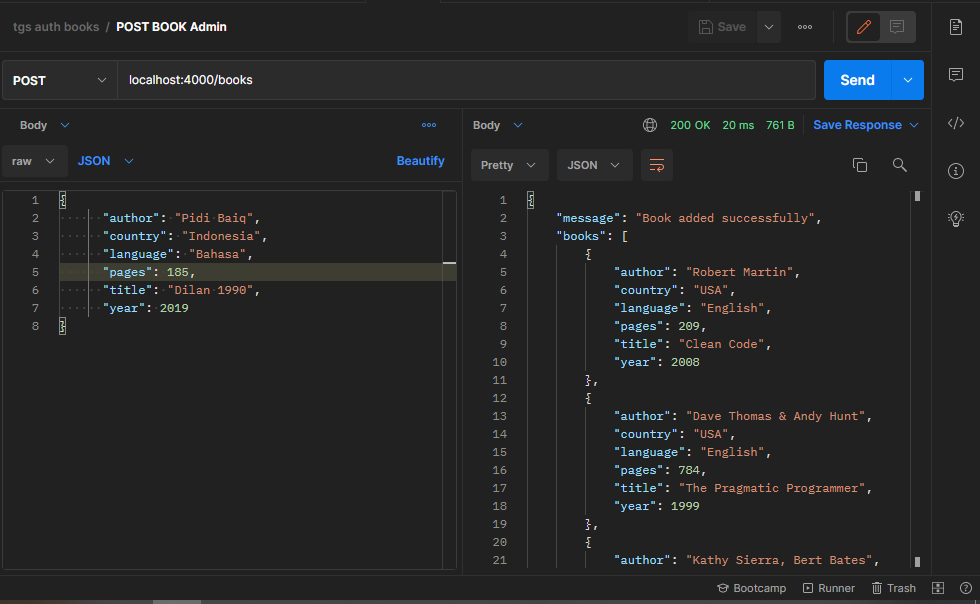 tgs auth books / POST BOOK Admin
Save
POST
localhost:4000/books
Send
Body
raw
JSON
Beautify
1 {
2 "author": "Pidi Baiq",
3 "country": "Indonesia",
4 "language": "Bahasa",
5 "pages": 185,
6 "title": "Dilan 1990",
7 "year": 2019
8 }
Body
200 OK 20 ms 761 B Save Response
Pretty
JSON
1 {
2 "message": "Book added successfully",
3 "books": [
4 {
5 "author": "Robert Martin",
6 "country": "USA",
7 "language": "English",
8 "pages": 209,
9 "title": "Clean Code",
10 "year": 2008
11 },
12 {
13 "author": "Dave Thomas & Andy Hunt",
14 "country": "USA",
15 "language": "English",
16 "pages": 784,
17 "title": "The Pragmatic Programmer",
18 "year": 1999
19 },
20 {
21 "author": "Kathy Sierra, Bert Bates",
Bootcamp
Runner
Trash